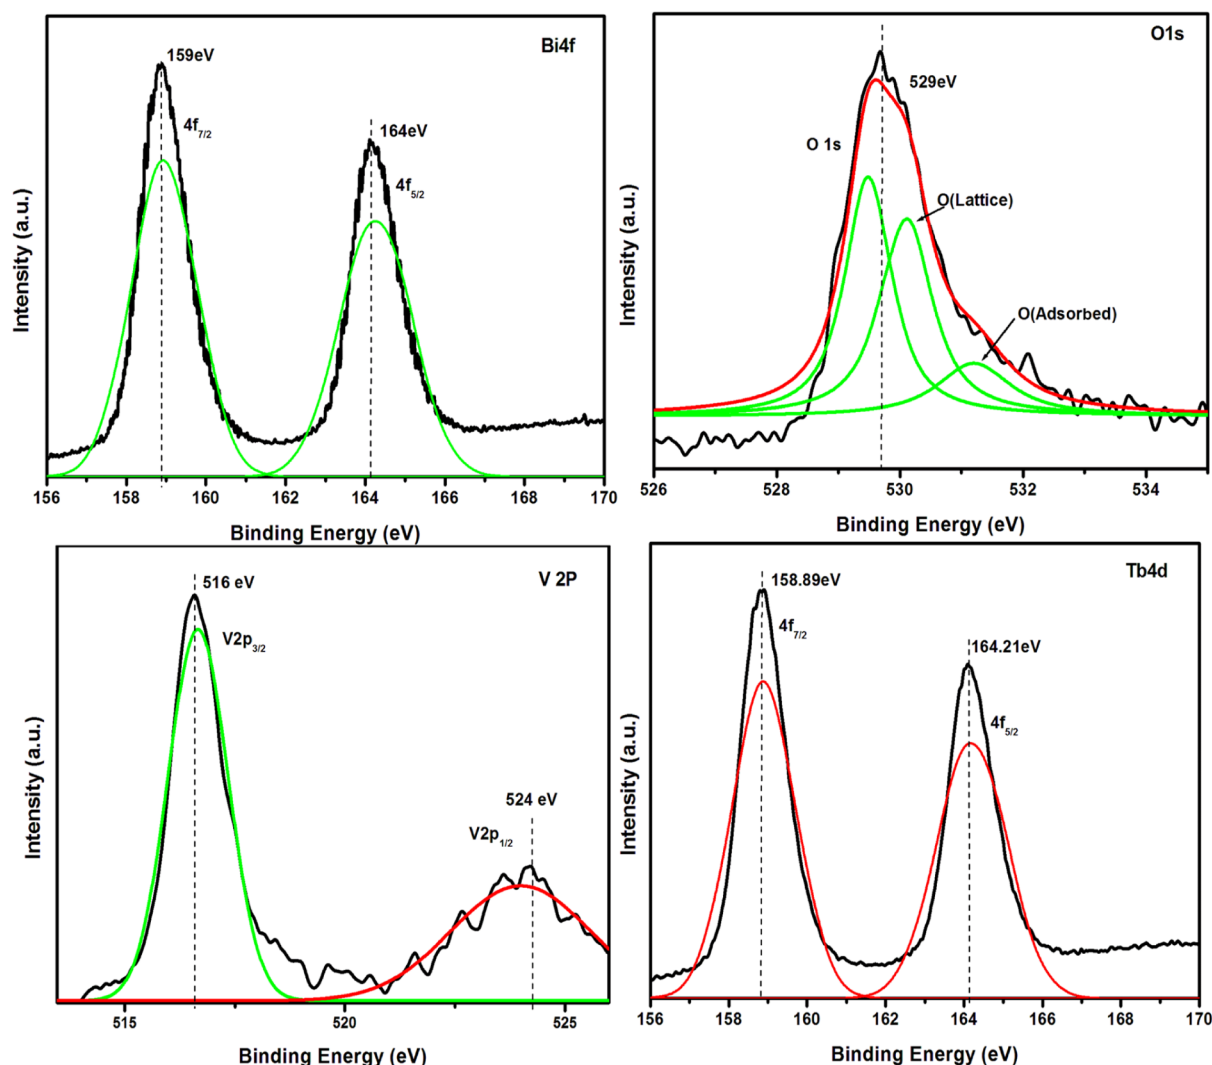 Bi4f
159eV
4f7/2
164eV
4f5/2
Intensity (a.u.)
156 158 160 162 164 166 168 170
Binding Energy (eV)
O1s
529eV
O 1s
O(Lattice)
O(Adsorbed)
Intensity (a.u.)
526 528 530 532 534
Binding Energy (eV)
V 2P
516 eV
V2p3/2
524 eV
V2p1/2
Intensity (a.u.)
515 520 525
Binding Energy (eV)
Tb4d
158.89eV
4f7/2
164.21eV
4f5/2
Intensity (a.u.)
156 158 160 162 164 166 168 170
Binding Energy (eV)